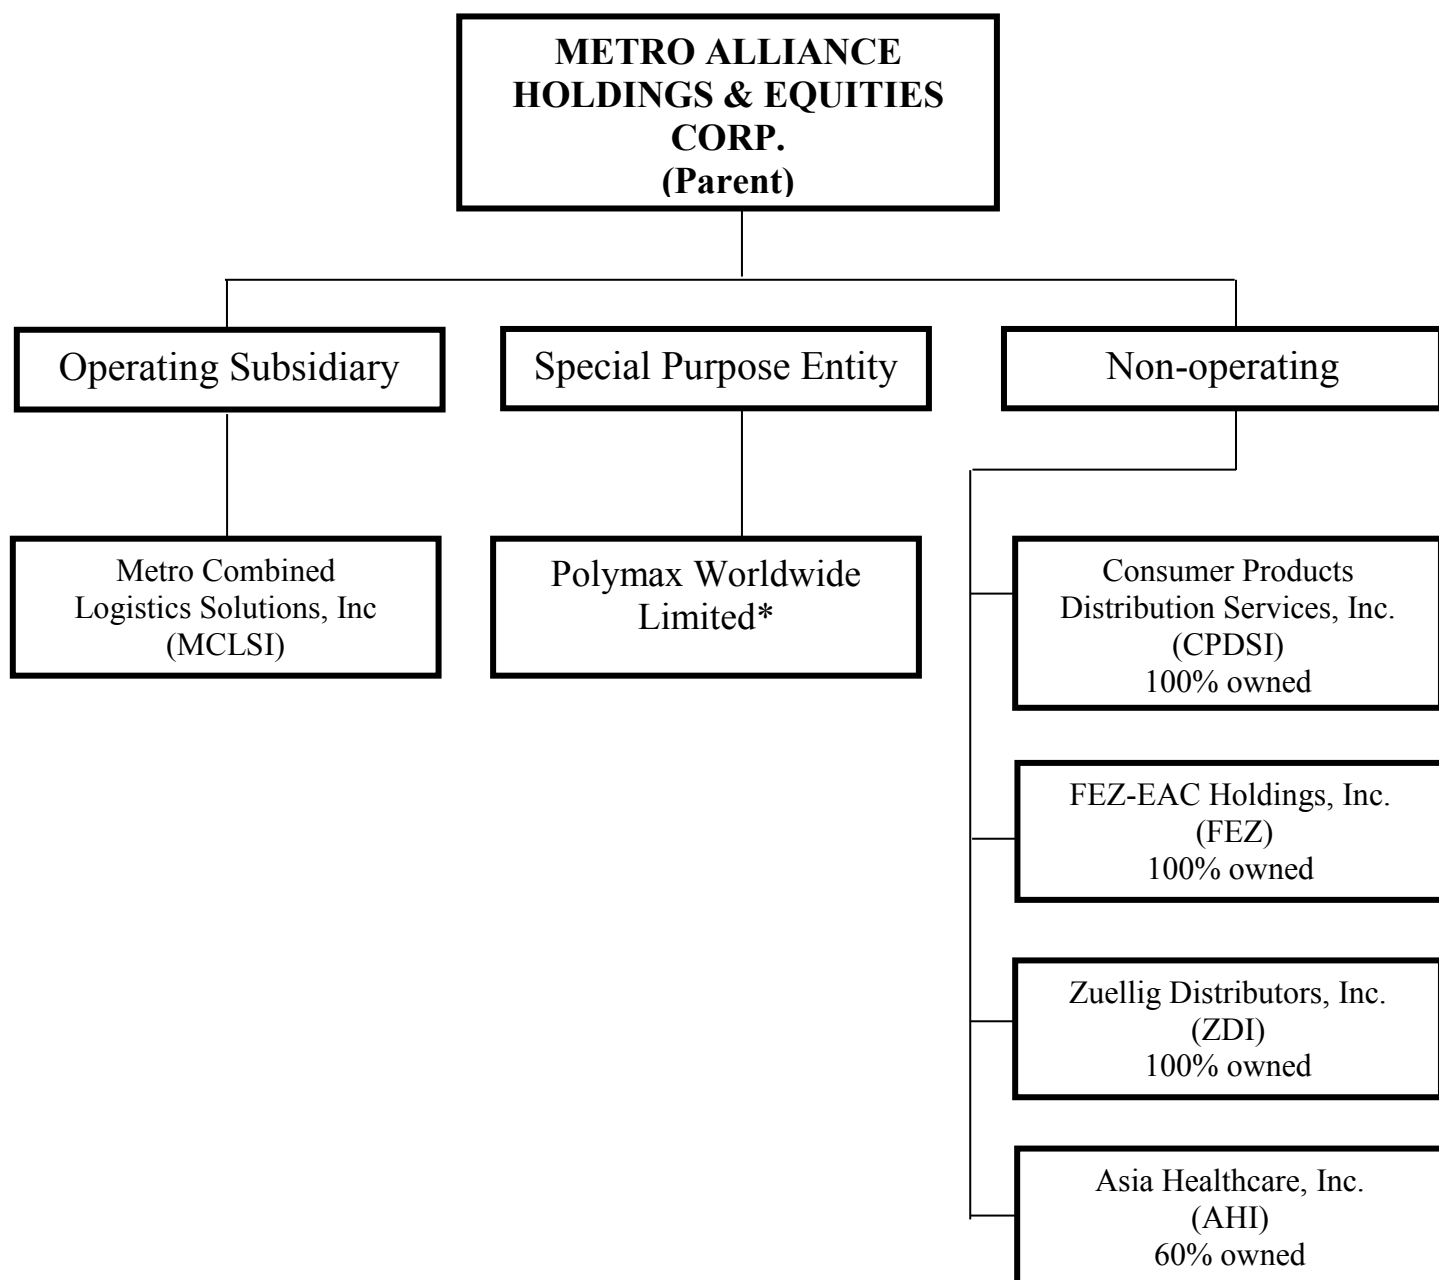 METRO ALLIANCE
HOLDINGS & EQUITIES
CORP.
(Parent)
Operating Subsidiary
Special Purpose Entity
Non-operating
Metro Combined
Logistics Solutions, Inc
(MCLSI)
Polymax Worldwide
Limited*
Consumer Products
Distribution Services, Inc.
(CPDSI)
100% owned
FEZ-EAC Holdings, Inc.
(FEZ)
100% owned
Zuellig Distributors, Inc.
(ZDI)
100% owned
Asia Healthcare, Inc.
(AHI)
60% owned